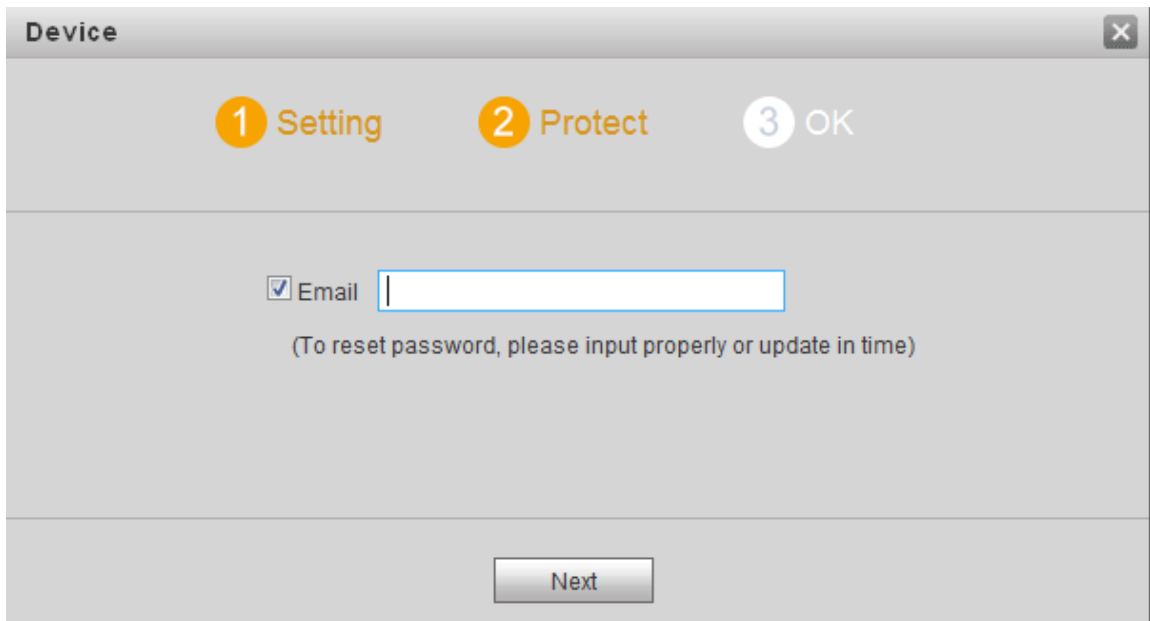 Device
1 Setting 2 Protect 3 OK
Email
(To reset password, please input properly or update in time)
Next